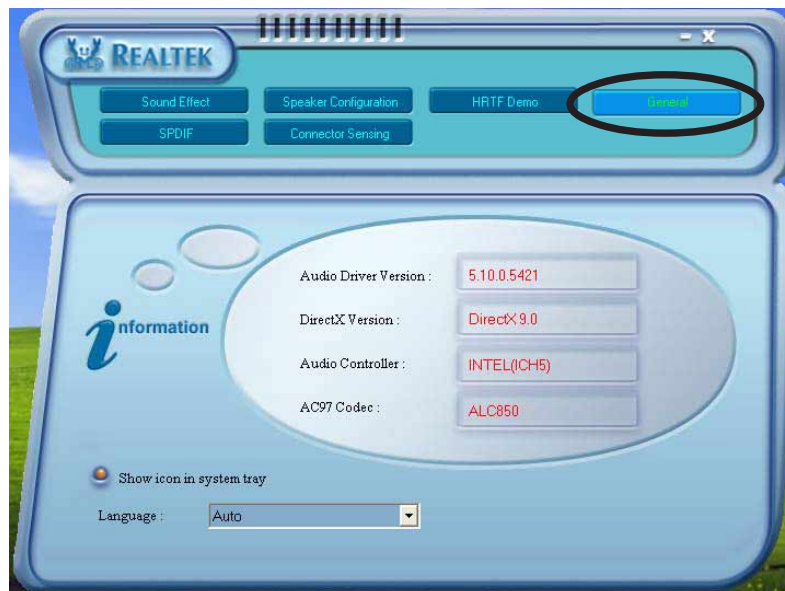 REALTEK
- X
Sound Effect
Speaker Configuration
HRTF Demo
General
SPDIF
Connector Sensing
information
Audio Driver Version :
5.10.0.5421
DirectX Version :
DirectX 9.0
Audio Controller :
INTEL(ICH5)
AC97 Codec :
ALC850
Show icon in system tray
Language :
Auto